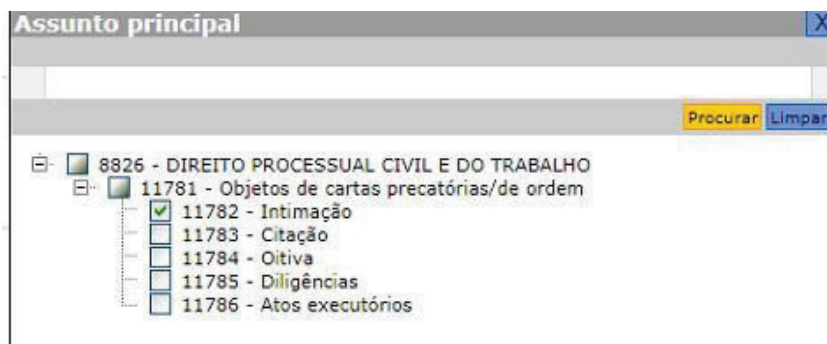 Assunto principal X
Procurar Limpar
8826 - DIREITO PROCESSUAL CIVIL E DO TRABALHO
11781 - Objetos de cartas precatórias/de ordem
11782 - Intimação
11783 - Citação
11784 - Oitiva
11785 - Diligências
11786 - Atos executórios